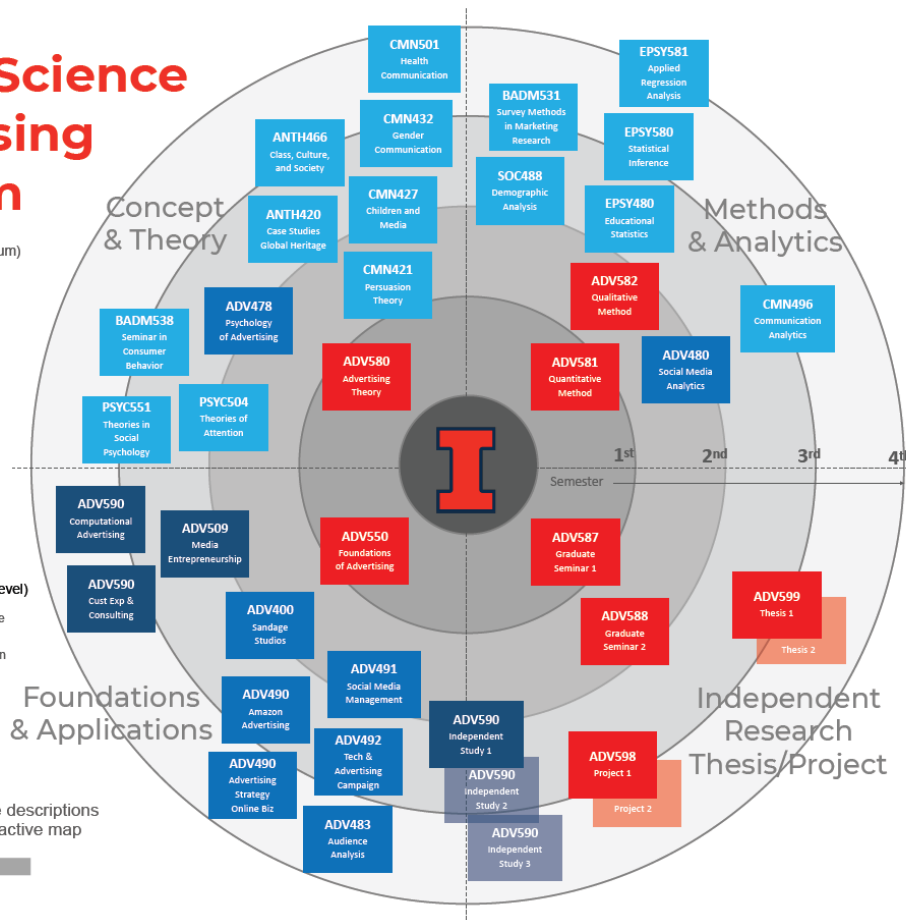 Science
sing
m
um)
Concept
& Theory
Methods
& Analytics
CMN501
Health
Communication
EPSY581
Applied
Regression
Analysis
BADM531
Survey Methods
in Marketing
Research
CMN432
Gender
Communication
EPSY580
Statistical
Inference
ANTH466
Class, Culture,
and Society
SOC488
Demographic
Analysis
CMN427
Children and
Media
EPSY480
Educational
Statistics
ANTH420
Case Studies
Global Heritage
CMN421
Persuasion
Theory
ADV582
Qualitative
Method
ADV478
Psychology
of Advertising
CMN496
Communication
Analytics
BADM538
Seminar in
Consumer
Behavior
ADV480
Social Media
Analytics
ADV580
Advertising
Theory
ADV581
Quantitative
Method
PSYC504
Theories of
Attention
PSYC551
Theories in
Social
Psychology
I
1st
2nd
3rd
4th
Semester
ADV590
Computational
Advertising
ADV509
Media
Entrepreneurship
ADV550
Foundations
of Advertising
ADV587
Graduate
Seminar 1
evel)
e
n
ADV590
Cust Exp &
Consulting
ADV400
Sandage
Studios
ADV588
Graduate
Seminar 2
ADV599
Thesis 1
Thesis 2
ADV491
Social Media
Management
Foundations
& Applications
Independent
Research
Thesis/Project
ADV490
Amazon
Advertising
ADV590
Independent
Study 1
ADV492
Tech &
Advertising
Campaign
ADV490
Advertising
Strategy
Online Biz
ADV590
Independent
Study 2
ADV598
Project 1
Project 2
ADV483
Audience
Analysis
ADV590
Independent
Study 3
e descriptions
active map